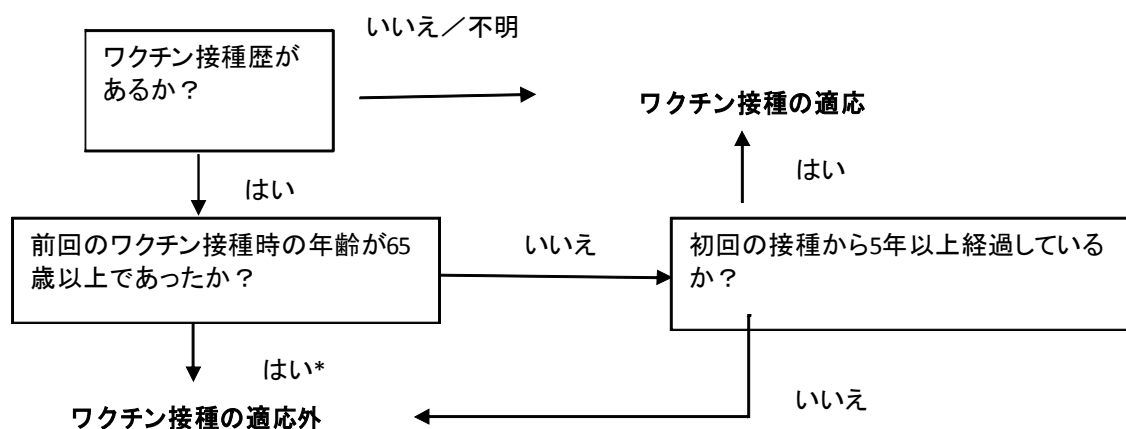 いいえ／不明
ワクチン接種歴が
あるか？
ワクチン接種の適応
はい
はい
前回のワクチン接種時の年齢が65
歳以上であったか？
いいえ
初回の接種から5年以上経過している
か？
はい*
いいえ
ワクチン接種の適応外